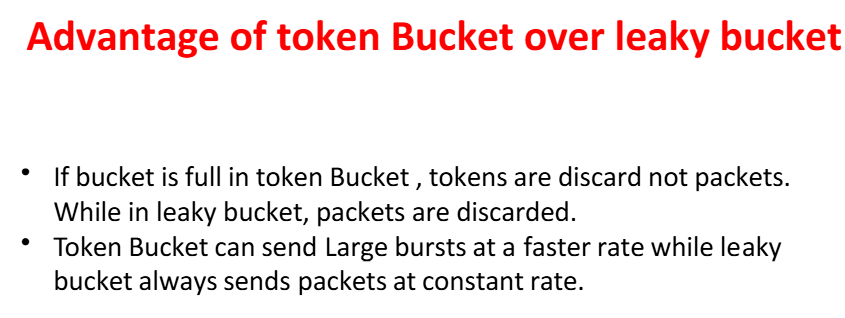 Advantage of token Bucket over leaky bucket
• If bucket is full in token Bucket , tokens are discard not packets.
While in leaky bucket, packets are discarded.
• Token Bucket can send Large bursts at a faster rate while leaky
bucket always sends packets at constant rate.